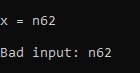 x = n62
Bad input: n62